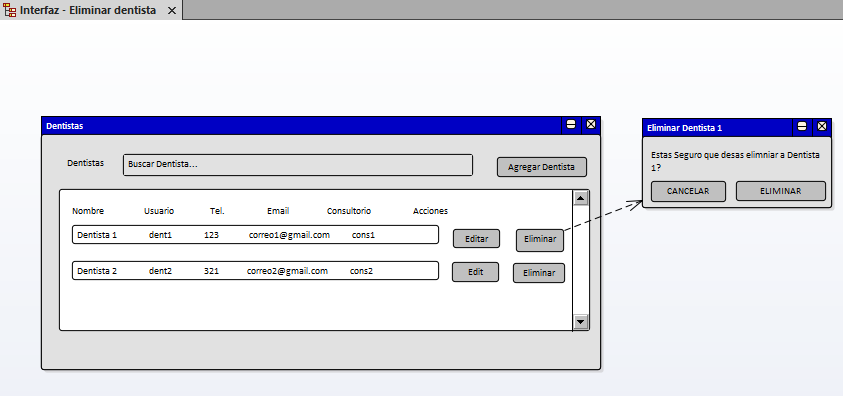 Interfaz - Eliminar dentista
Dentistas
Dentistas Buscar Dentista... Agregar Dentista
Nombre Usuario Tel. Email Consultorio Acciones
Dentista 1 dent1 123 correo1@gmail.com cons1 Editar Eliminar
Dentista 2 dent2 321 correo2@gmail.com cons2 Edit Eliminar
Eliminar Dentista 1
Estas Seguro que desas elimniar a Dentista
1?
CANCELAR ELIMINAR